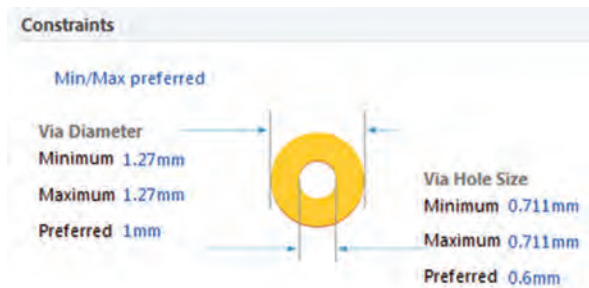 Constraints
Min/Max preferred
Via Diameter
Minimum 1.27mm
Maximum 1.27mm
Preferred 1mm
Via Hole Size
Minimum 0.711mm
Maximum 0.711mm
Preferred 0.6mm